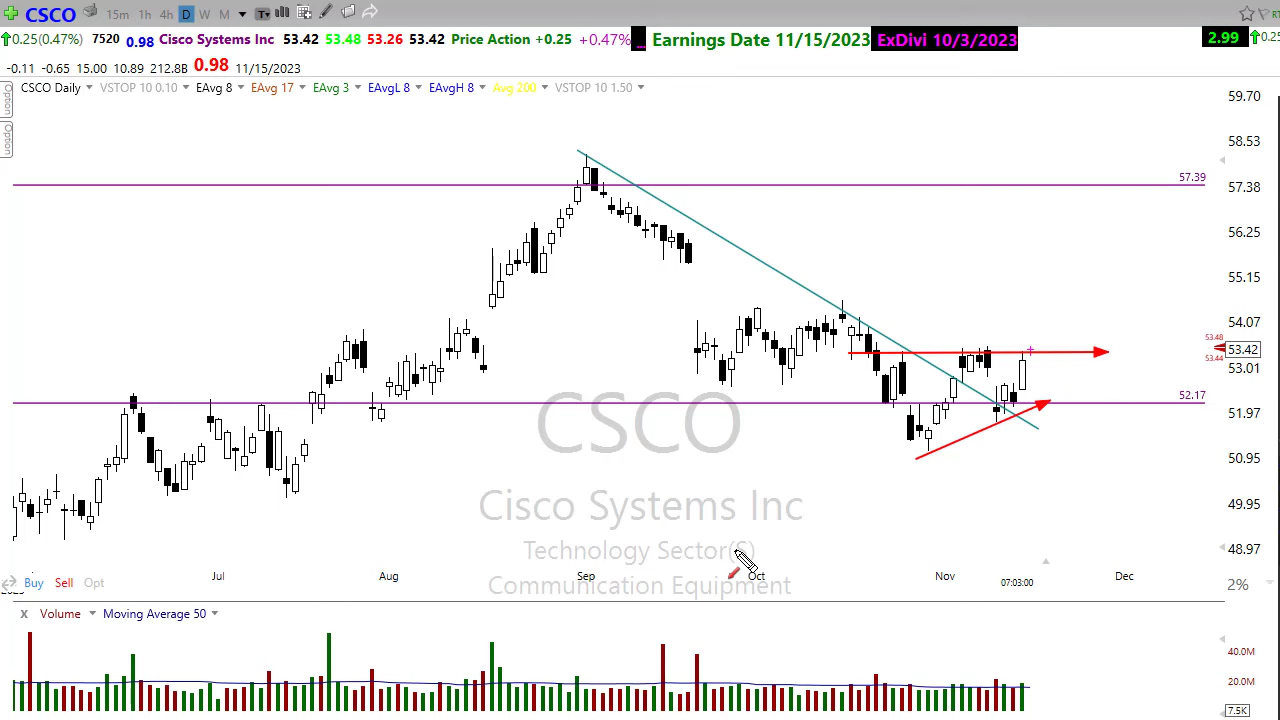 CSCO 15m 1h 4h D W M T
0.25(0.47%) 7520 0.98 Cisco Systems Inc 53.42 53.48 53.26 53.42 Price Action +0.25 +0.47% ... Earnings Date 11/15/2023 ExDivi 10/3/2023 2.99
-0.11 -0.65 15.00 10.89 212.8B 0.98 11/15/2023
CSCO Daily VSTOP 10 0.10 EAvg 8 EAvg 17 EAvg 3 EAvgL 8 EAvgH 8 Avg 200 VSTOP 10 1.50
Option
Option
59.70
58.53
57.39
57.38
56.25
55.15
54.07
53.48
53.42
53.44
53.01
52.17
51.97
50.95
49.95
48.97
CSCO
Cisco Systems Inc
Technology Sector(S)
Communication Equipment
Jul Aug Sep Oct Nov Dec
Buy Sell Opt 07:03:00 2%
X Volume Moving Average 50
40.0M
20.0M
7.5K